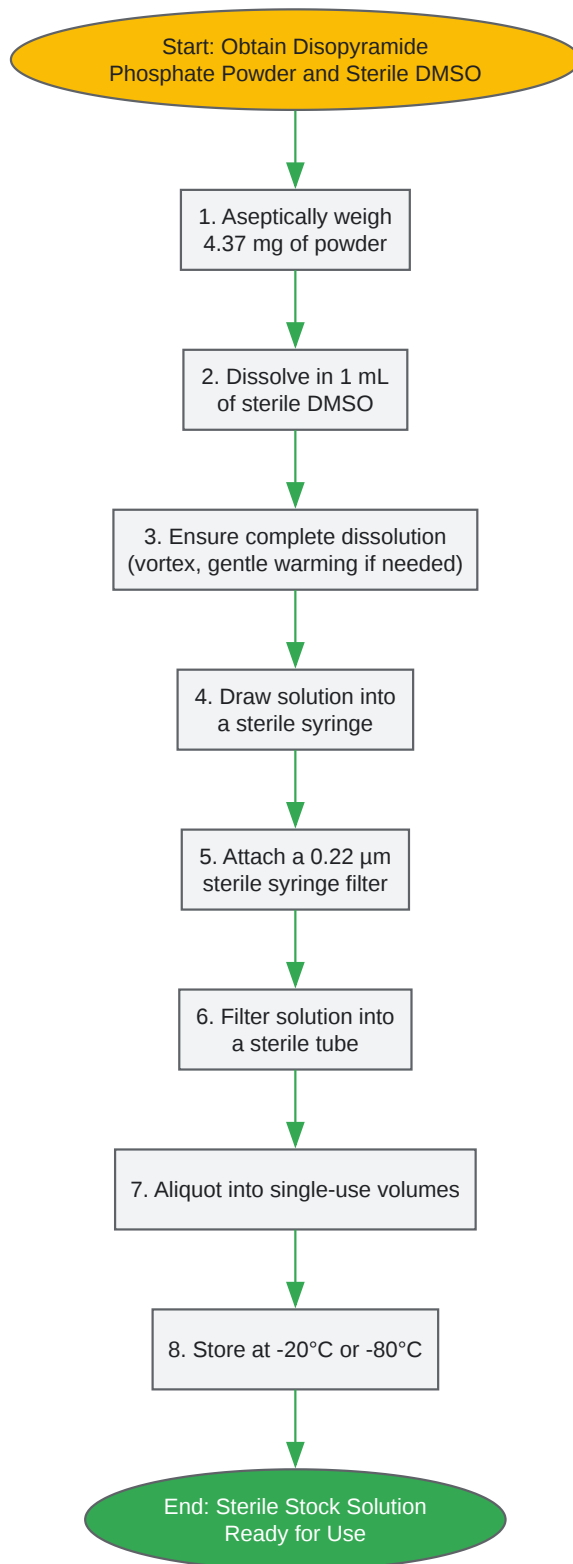 Start: Obtain Disopyramide
Phosphate Powder and Sterile DMSO
1. Aseptically weigh
4.37 mg of powder
2. Dissolve in 1 mL
of sterile DMSO
3. Ensure complete dissolution
(vortex, gentle warming if needed)
4. Draw solution into
a sterile syringe
5. Attach a 0.22 µm
sterile syringe filter
6. Filter solution into
a sterile tube
7. Aliquot into single-use volumes
8. Store at -20°C or -80°C
End: Sterile Stock Solution
Ready for Use